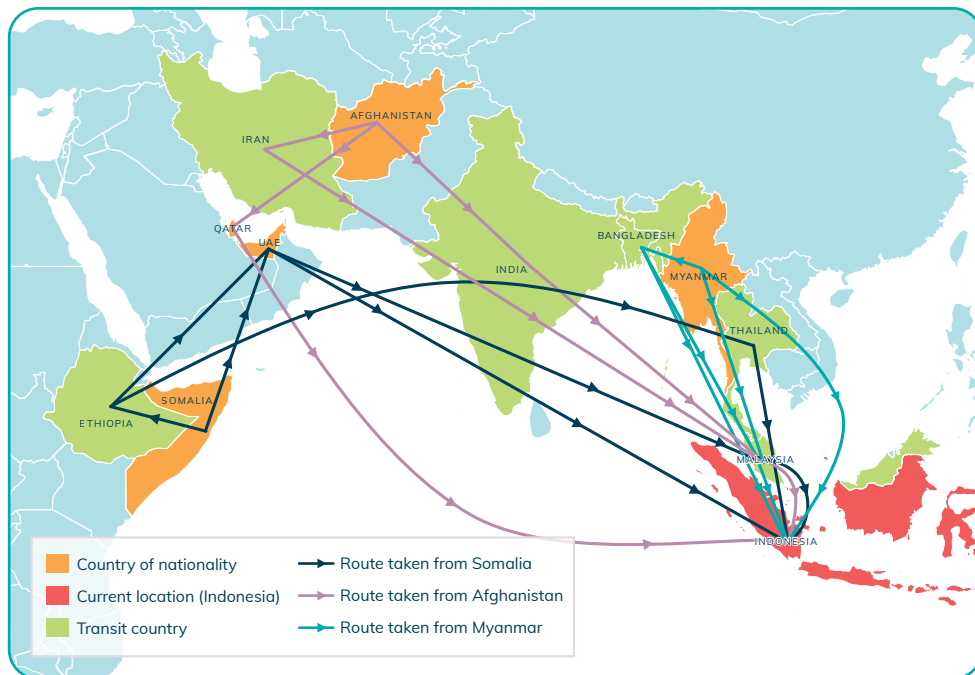 AFGHANISTAN
IRAN
QATAR
UAE
BANGLADESH
INDIA
MYANMAR
THAILAND
SOMALIA
ETHIOPIA
MALAYSIA
INDONESIA
Country of nationality
Current location (Indonesia)
Transit country
Route taken from Somalia
Route taken from Afghanistan
Route taken from Myanmar